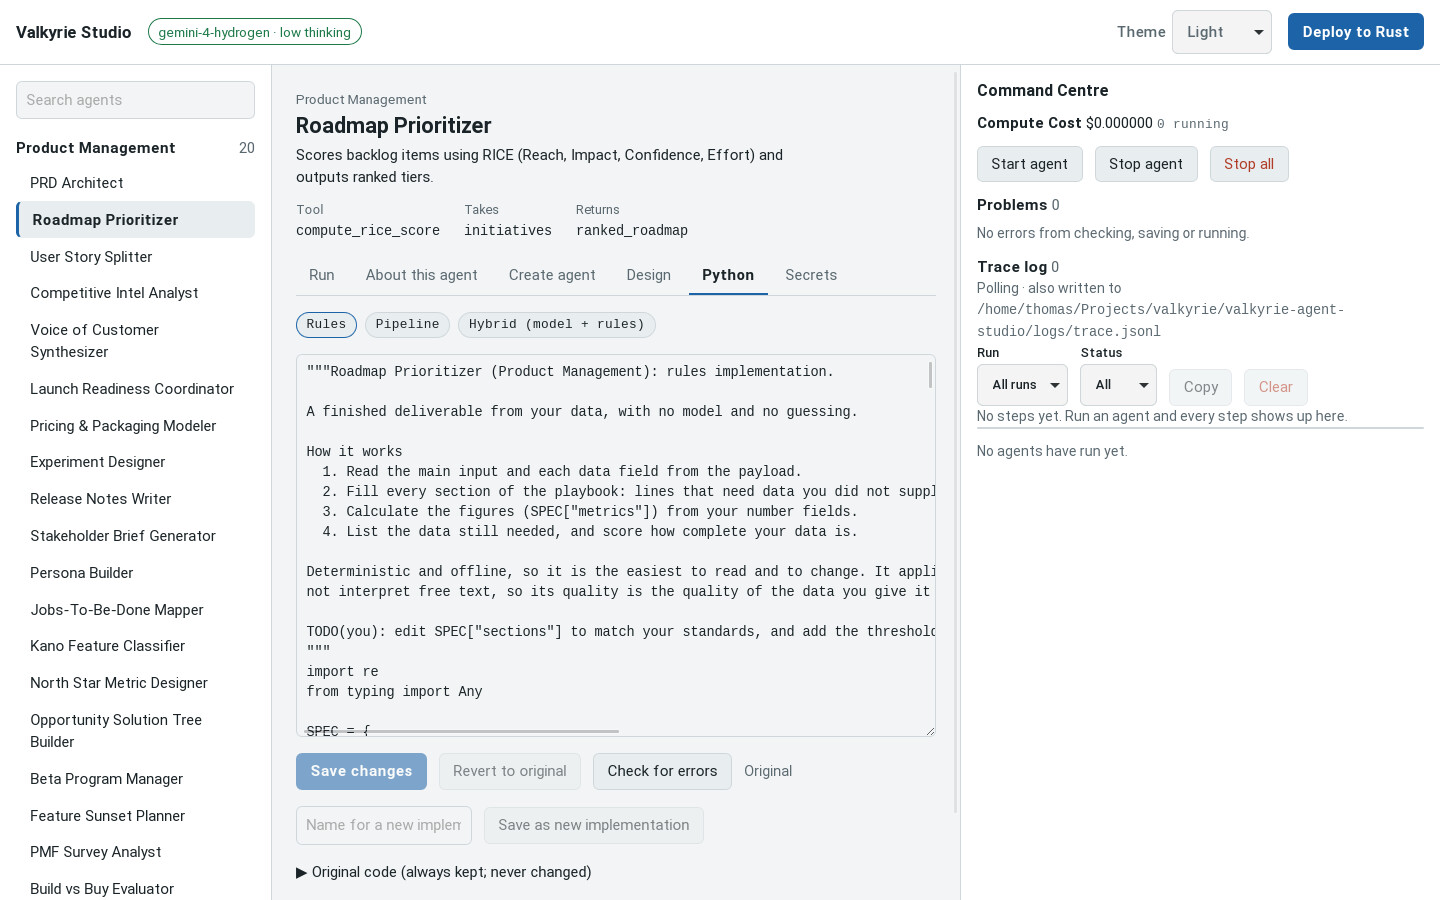 Valkyrie Studio
gemini-4-hydrogen · low thinking
Theme
Light
Deploy to Rust
Search agents
Product Management 20
PRD Architect
Roadmap Prioritizer
User Story Splitter
Competitive Intel Analyst
Voice of Customer
Synthesizer
Launch Readiness Coordinator
Pricing & Packaging Modeler
Experiment Designer
Release Notes Writer
Stakeholder Brief Generator
Persona Builder
Jobs-To-Be-Done Mapper
Kano Feature Classifier
North Star Metric Designer
Opportunity Solution Tree
Builder
Beta Program Manager
Feature Sunset Planner
PMF Survey Analyst
Build vs Buy Evaluator
Product Management
Roadmap Prioritizer
Scores backlog items using RICE (Reach, Impact, Confidence, Effort) and
outputs ranked tiers.
Tool Takes Returns
compute_rice_score initiatives ranked_roadmap
Run About this agent Create agent Design Python Secrets
Rules Pipeline Hybrid (model + rules)
"""Roadmap Prioritizer (Product Management): rules implementation.
A finished deliverable from your data, with no model and no guessing.
How it works
1. Read the main input and each data field from the payload.
2. Fill every section of the playbook: lines that need data you did not suppl
3. Calculate the figures (SPEC["metrics"]) from your number fields.
4. List the data still needed, and score how complete your data is.
Deterministic and offline, so it is the easiest to read and to change. It appli
not interpret free text, so its quality is the quality of the data you give it
TODO(you): edit SPEC["sections"] to match your standards, and add the threshold
"""
import re
from typing import Any
SPEC = {
Save changes Revert to original Check for errors Original
Name for a new implem Save as new implementation
▶ Original code (always kept; never changed)
Command Centre
Compute Cost $0.000000 0 running
Start agent Stop agent Stop all
Problems 0
No errors from checking, saving or running.
Trace log 0
Polling · also written to
/home/thomas/Projects/valkyrie/valkyrie-agent-
studio/logs/trace.jsonl
Run Status
All runs All Copy Clear
No steps yet. Run an agent and every step shows up here.
No agents have run yet.